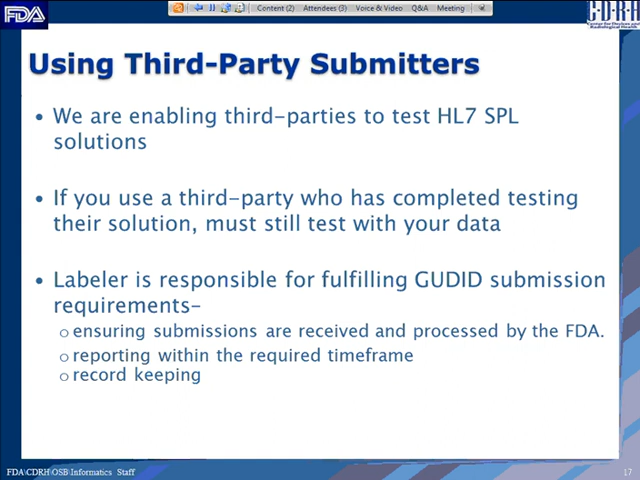 FDA
Content (2) Attendees (3) Voice & Video Q&A Meeting
CDRH
Center for Devices and
Radiological Health
Using Third-Party Submitters
• We are enabling third-parties to test HL7 SPL
solutions
• If you use a third-party who has completed testing
their solution, must still test with your data
• Labeler is responsible for fulfilling GUDID submission
requirements–
o ensuring submissions are received and processed by the FDA.
o reporting within the required timeframe
o record keeping
FDA\CDRH\OSB\Informatics Staff
17